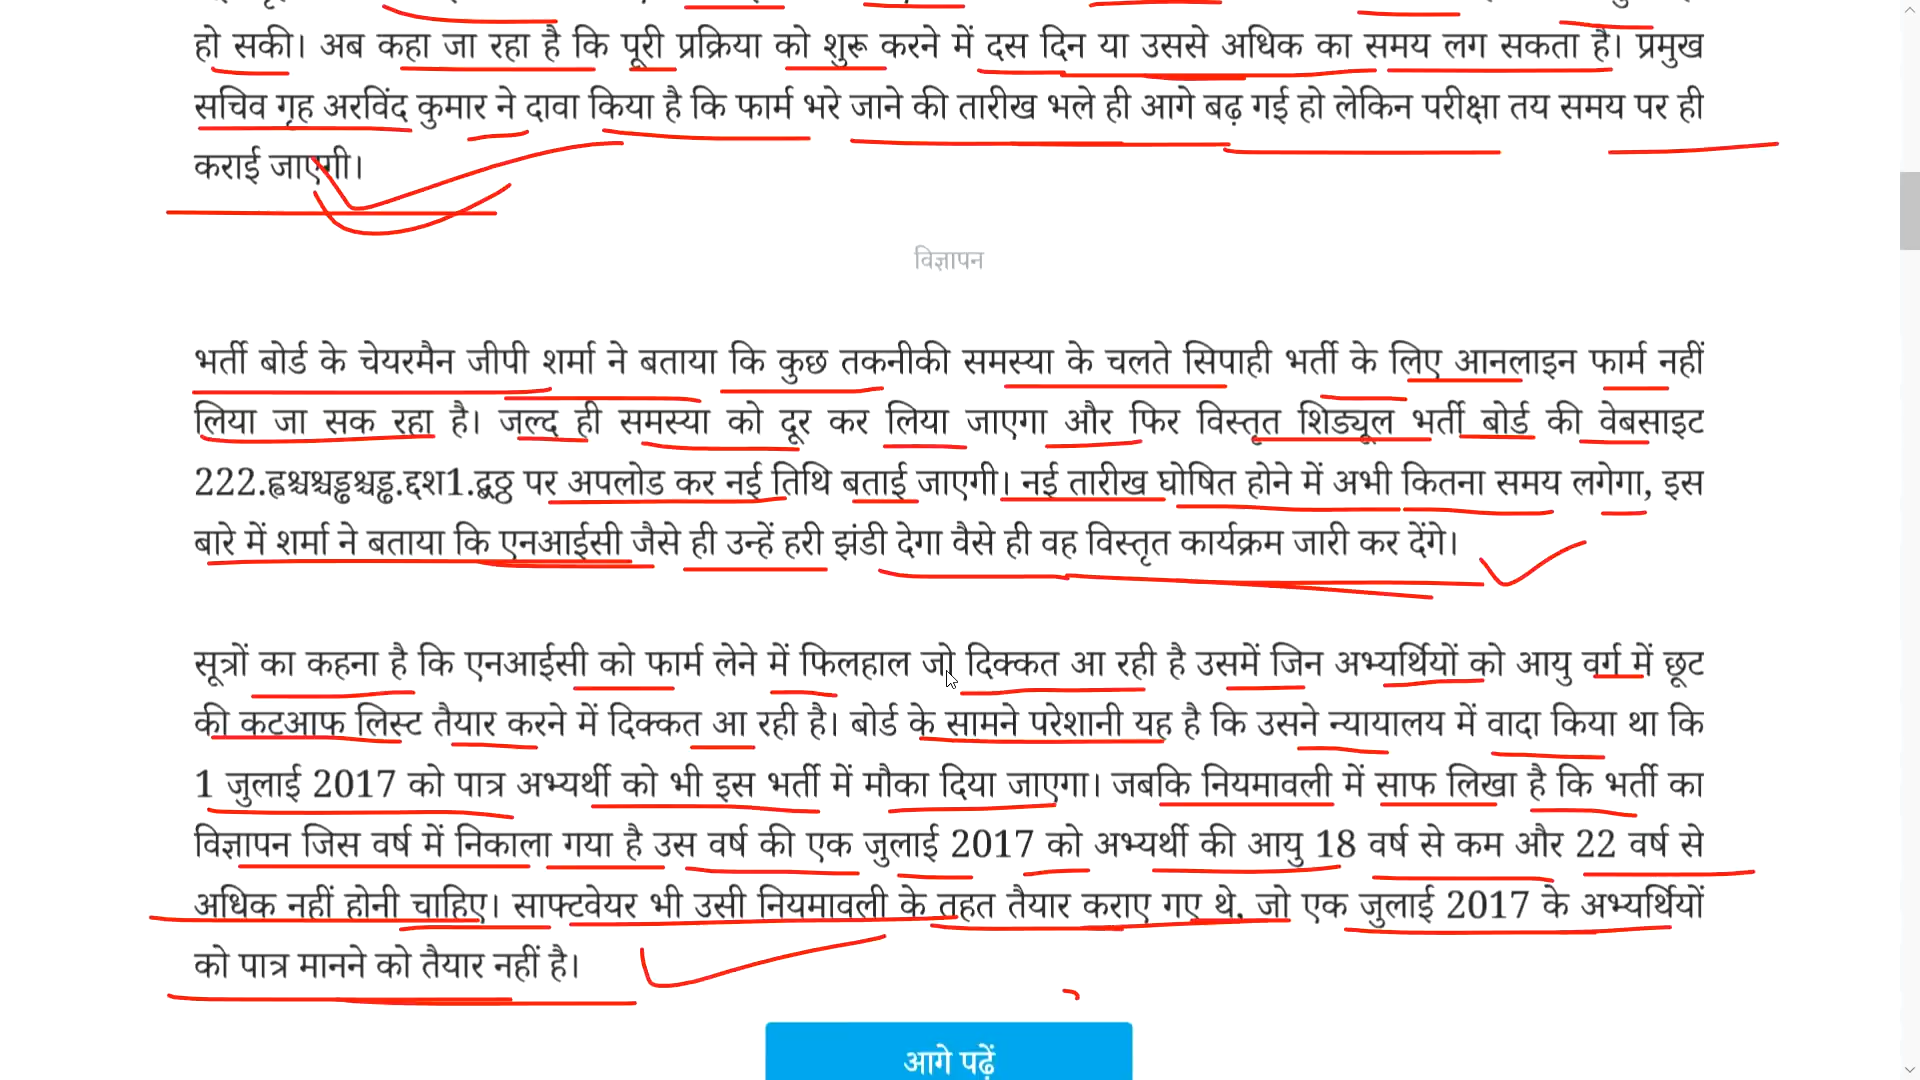 हो सकी। अब कहा जा रहा है कि पूरी प्रक्रिया को शुरू करने में दस दिन या उससे अधिक का समय लग सकता है। प्रमुख
सचिव गृह अरविंद कुमार ने दावा किया है कि फार्म भरे जाने की तारीख भले ही आगे बढ़ गई हो लेकिन परीक्षा तय समय पर ही
कराई जाएगी।
विज्ञापन
भर्ती बोर्ड के चेयरमैन जीपी शर्मा ने बताया कि कुछ तकनीकी समस्या के चलते सिपाही भर्ती के लिए आनलाइन फार्म नहीं
लिया जा सक रहा है। जल्द ही समस्या को दूर कर लिया जाएगा और फिर विस्तृत शिड्यूल भर्ती बोर्ड की वेबसाइट
222. पर अपलोड कर नई तिथि बताई जाएगी। नई तारीख घोषित होने में अभी कितना समय लगेगा, इस
बारे में शर्मा ने बताया कि एनआईसी जैसे ही उन्हें हरी झंडी देगा वैसे ही वह विस्तृत कार्यक्रम जारी कर देंगे।
सूत्रों का कहना है कि एनआईसी को फार्म लेने में फिलहाल जो दिक्कत आ रही है उसमें जिन अभ्यर्थियों को आयु वर्ग में छूट
की कटआफ लिस्ट तैयार करने में दिक्कत आ रही है। बोर्ड के सामने परेशानी यह है कि उसने न्यायालय में वादा किया था कि
1 जुलाई 2017 को पात्र अभ्यर्थी को भी इस भर्ती में मौका दिया जाएगा। जबकि नियमावली में साफ लिखा है कि भर्ती का
विज्ञापन जिस वर्ष में निकाला गया है उस वर्ष की एक जुलाई 2017 को अभ्यर्थी की आयु 18 वर्ष से कम और 22 वर्ष से
अधिक नहीं होनी चाहिए। साफ्टवेयर भी उसी नियमावली के तहत तैयार कराए गए थे, जो एक जुलाई 2017 के अभ्यर्थियों
को पात्र मानने को तैयार नहीं है।
आगे पढ़ें